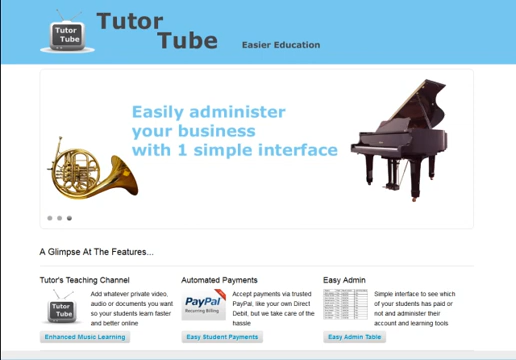 Tutor
Tube
Tutor
Tube
Easier Education
Easily administer
your business
with 1 simple interface
A Glimpse At The Features...
Tutor's Teaching Channel
Tutor
Tube
Add whatever private video,
audio or documents you want
so your students learn faster
and better online
Enhanced Music Learning
Automated Payments
PayPal
Recurring Billing
Accept payments via trusted
PayPal, like your own Direct
Debit, but we take care of the
hassle
Easy Student Payments
Easy Admin
Simple interface to see which
of your students has paid or
not and administer their
account and learning tools
Easy Admin Table